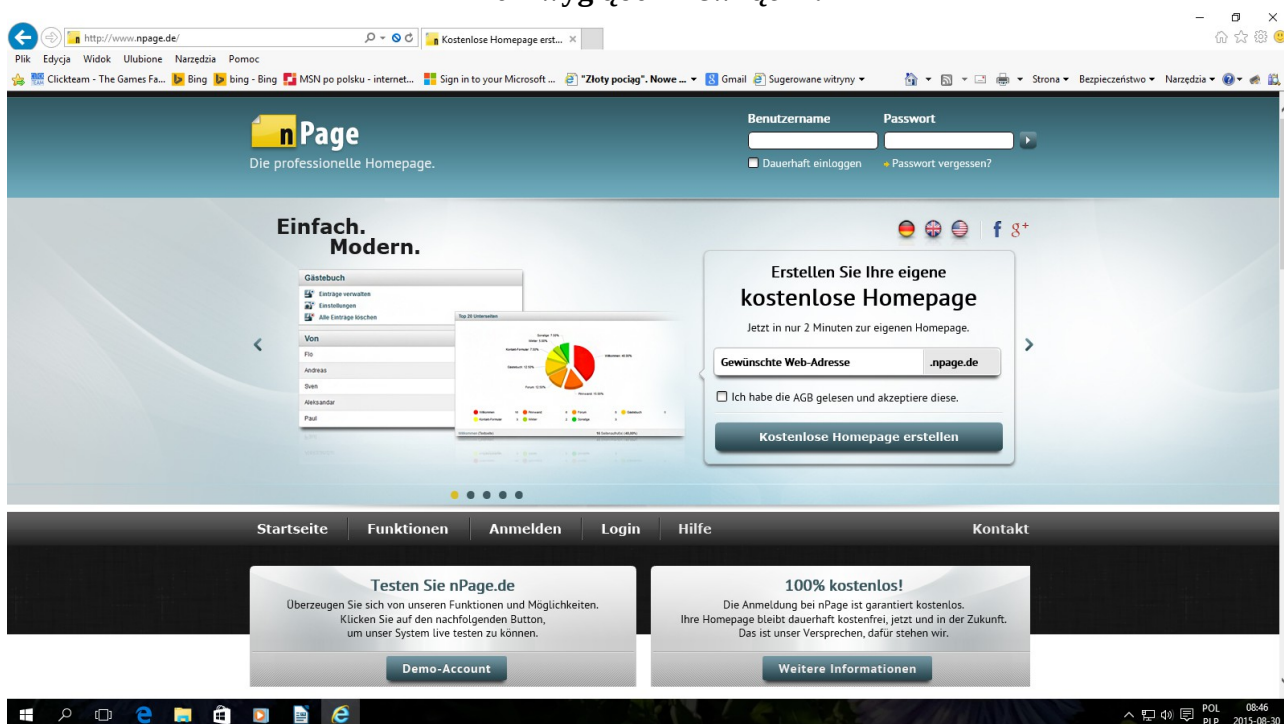 http://www.npage.de/
Kostenlose Homepage erst...
Plik Edycja Widok Ulubione Narzędzia Pomoc
Clickteam - The Games Fa... Bing bing - Bing MSN po polsku - internet... Sign in to your Microsoft ... "Złoty pociąg". Nowe ... Gmail Sugerowane witryny Strona Bezpieczeństwo Narzędzia
nPage
Die professionelle Homepage.
Benutzername Passwort
Dauerhaft einloggen Passwort vergessen?
Einfach.
Modern.
f g+
Gästebuch
Einträge verwalten
Einstellungen
Alle Einträge löschen
Von
Flo
Andreas
Sven
Aleksandar
Paul
Top 20 Unterseiten
Erstellen Sie Ihre eigene
kostenlose Homepage
Jetzt in nur 2 Minuten zur eigenen Homepage.
Gewünschte Web-Adresse .npage.de
Ich habe die AGB gelesen und akzeptiere diese.
Kostenlose Homepage erstellen
Startseite Funktionen Anmelden Login Hilfe Kontakt
Testen Sie nPage.de
Überzeugen Sie sich von unseren Funktionen und Möglichkeiten.
Klicken Sie auf den nachfolgenden Button,
um unser System live testen zu können.
Demo-Account
100% kostenlos!
Die Anmeldung bei nPage ist garantiert kostenlos.
Ihre Homepage bleibt dauerhaft kostenfrei, jetzt und in der Zukunft.
Das ist unser Versprechen, dafür stehen wir.
Weitere Informationen
POL 08:46